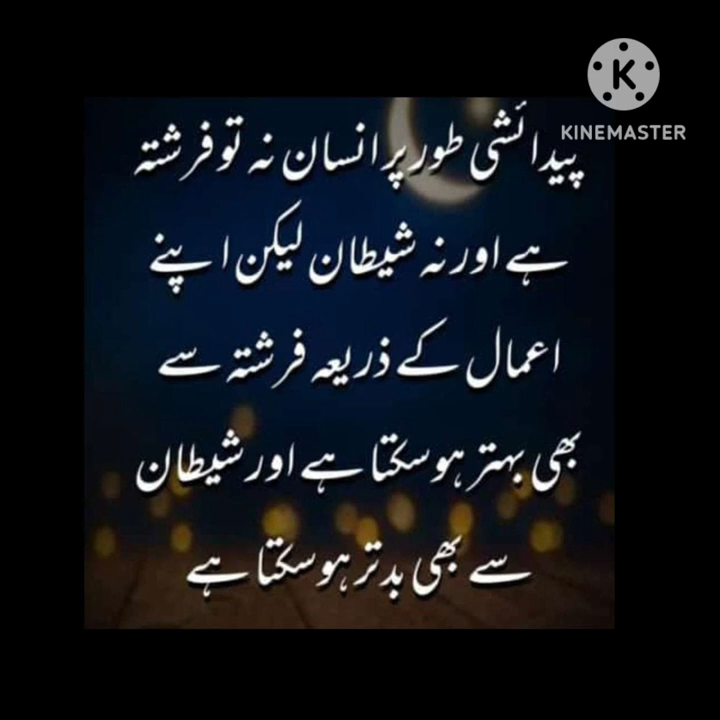 KINEMASTER
پیدائشی طور پر انسان نہ تو فرشتہ
ہے اور نہ شیطان لیکن اپنے
اعمال کے ذریعہ فرشتہ سے
بھی بہتر ہو سکتا ہے اور شیطان
سے بھی بدتر ہو سکتا ہے